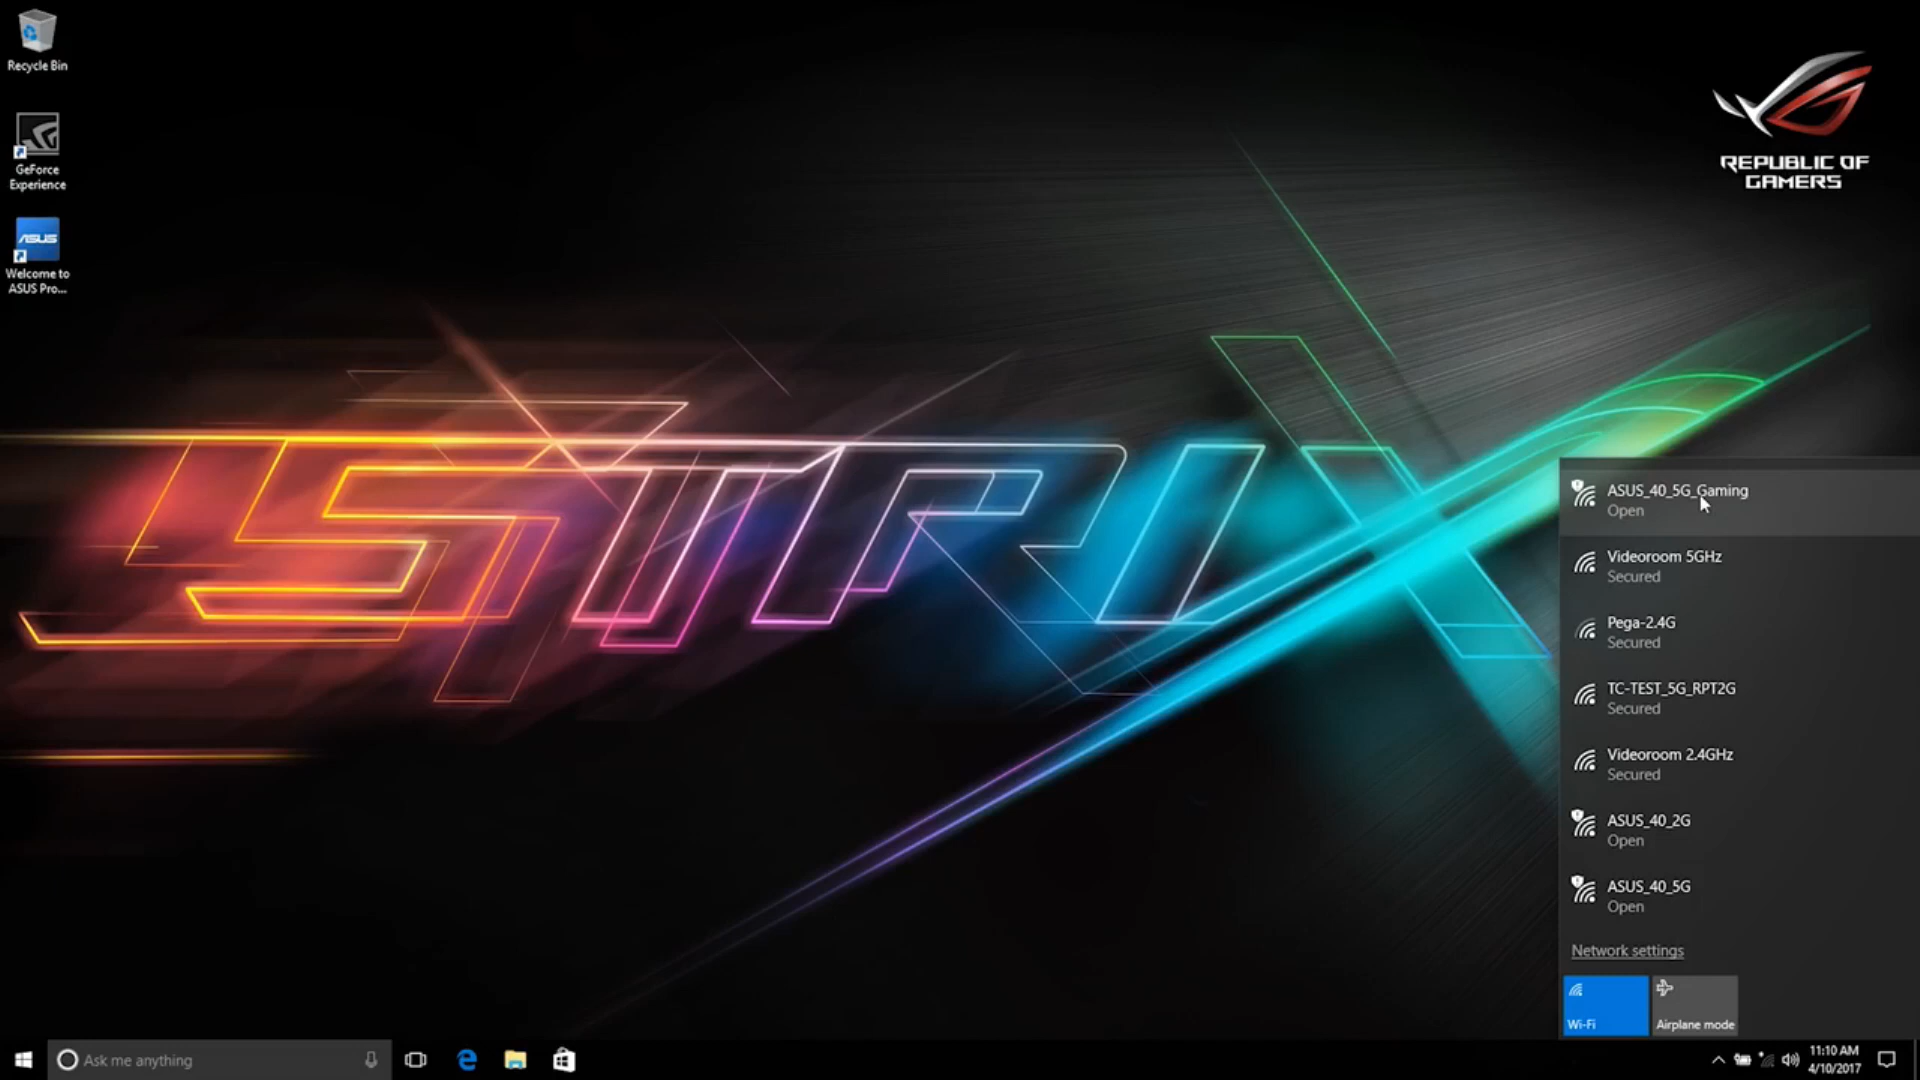 Recycle Bin
GeForce
Experience
ASUS
Welcome to
ASUS Pro...
REPUBLIC OF
GAMERS
STRIX
ASUS_40_5G_Gaming
Open
Videoroom 5GHz
Secured
Pega-2.4G
Secured
TC-TEST_5G_RPT2G
Secured
Videoroom 2.4GHz
Secured
ASUS_40_2G
Open
ASUS_40_5G
Open
Network settings
Wi-Fi
Airplane mode
Ask me anything
11:10 AM
4/10/2017